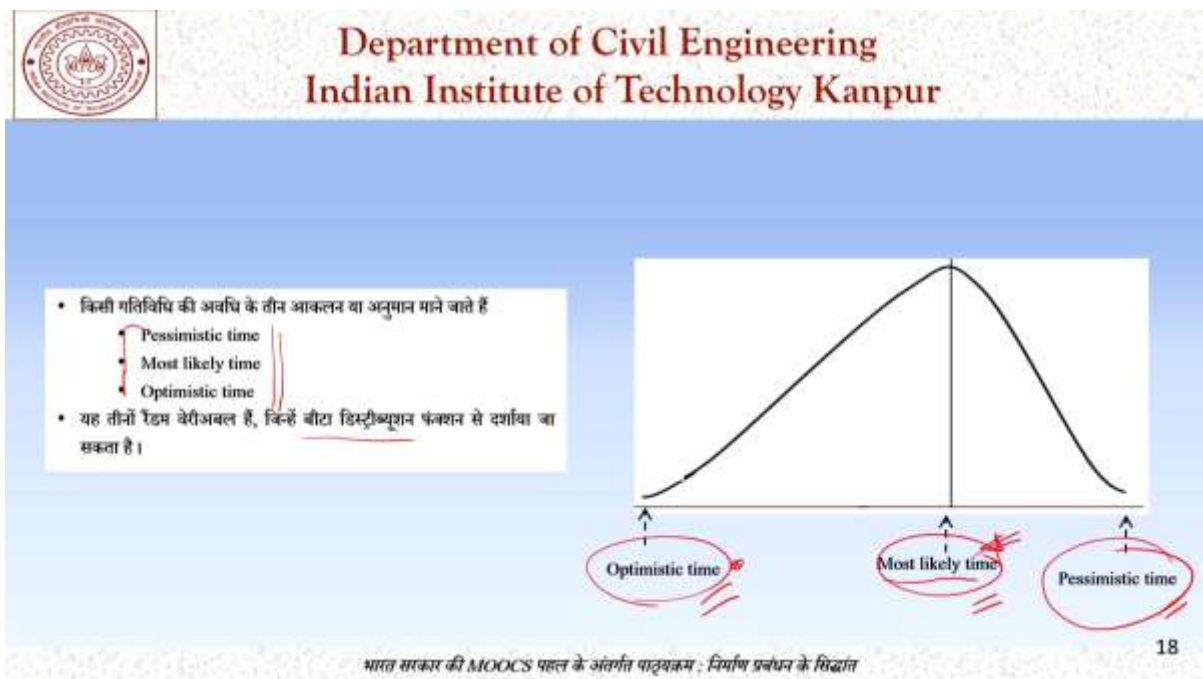 Department of Civil Engineering
Indian Institute of Technology Kanpur
• किसी गतिविधि की अवधि के तीन आकलन या अनुमान माने जाते हैं
• Pessimistic time
• Most likely time
• Optimistic time
• यह तीनों रैंडम वेरीअबल हैं, जिन्हें बीटा डिस्ट्रीब्यूशन फंक्शन से दर्शाया जा
सकता है।
Optimistic time
Most likely time
Pessimistic time
18
भारत सरकार की MOOCS पहल के अंतर्गत पाठ्यक्रम : निर्माण प्रबंधन के सिद्धांत